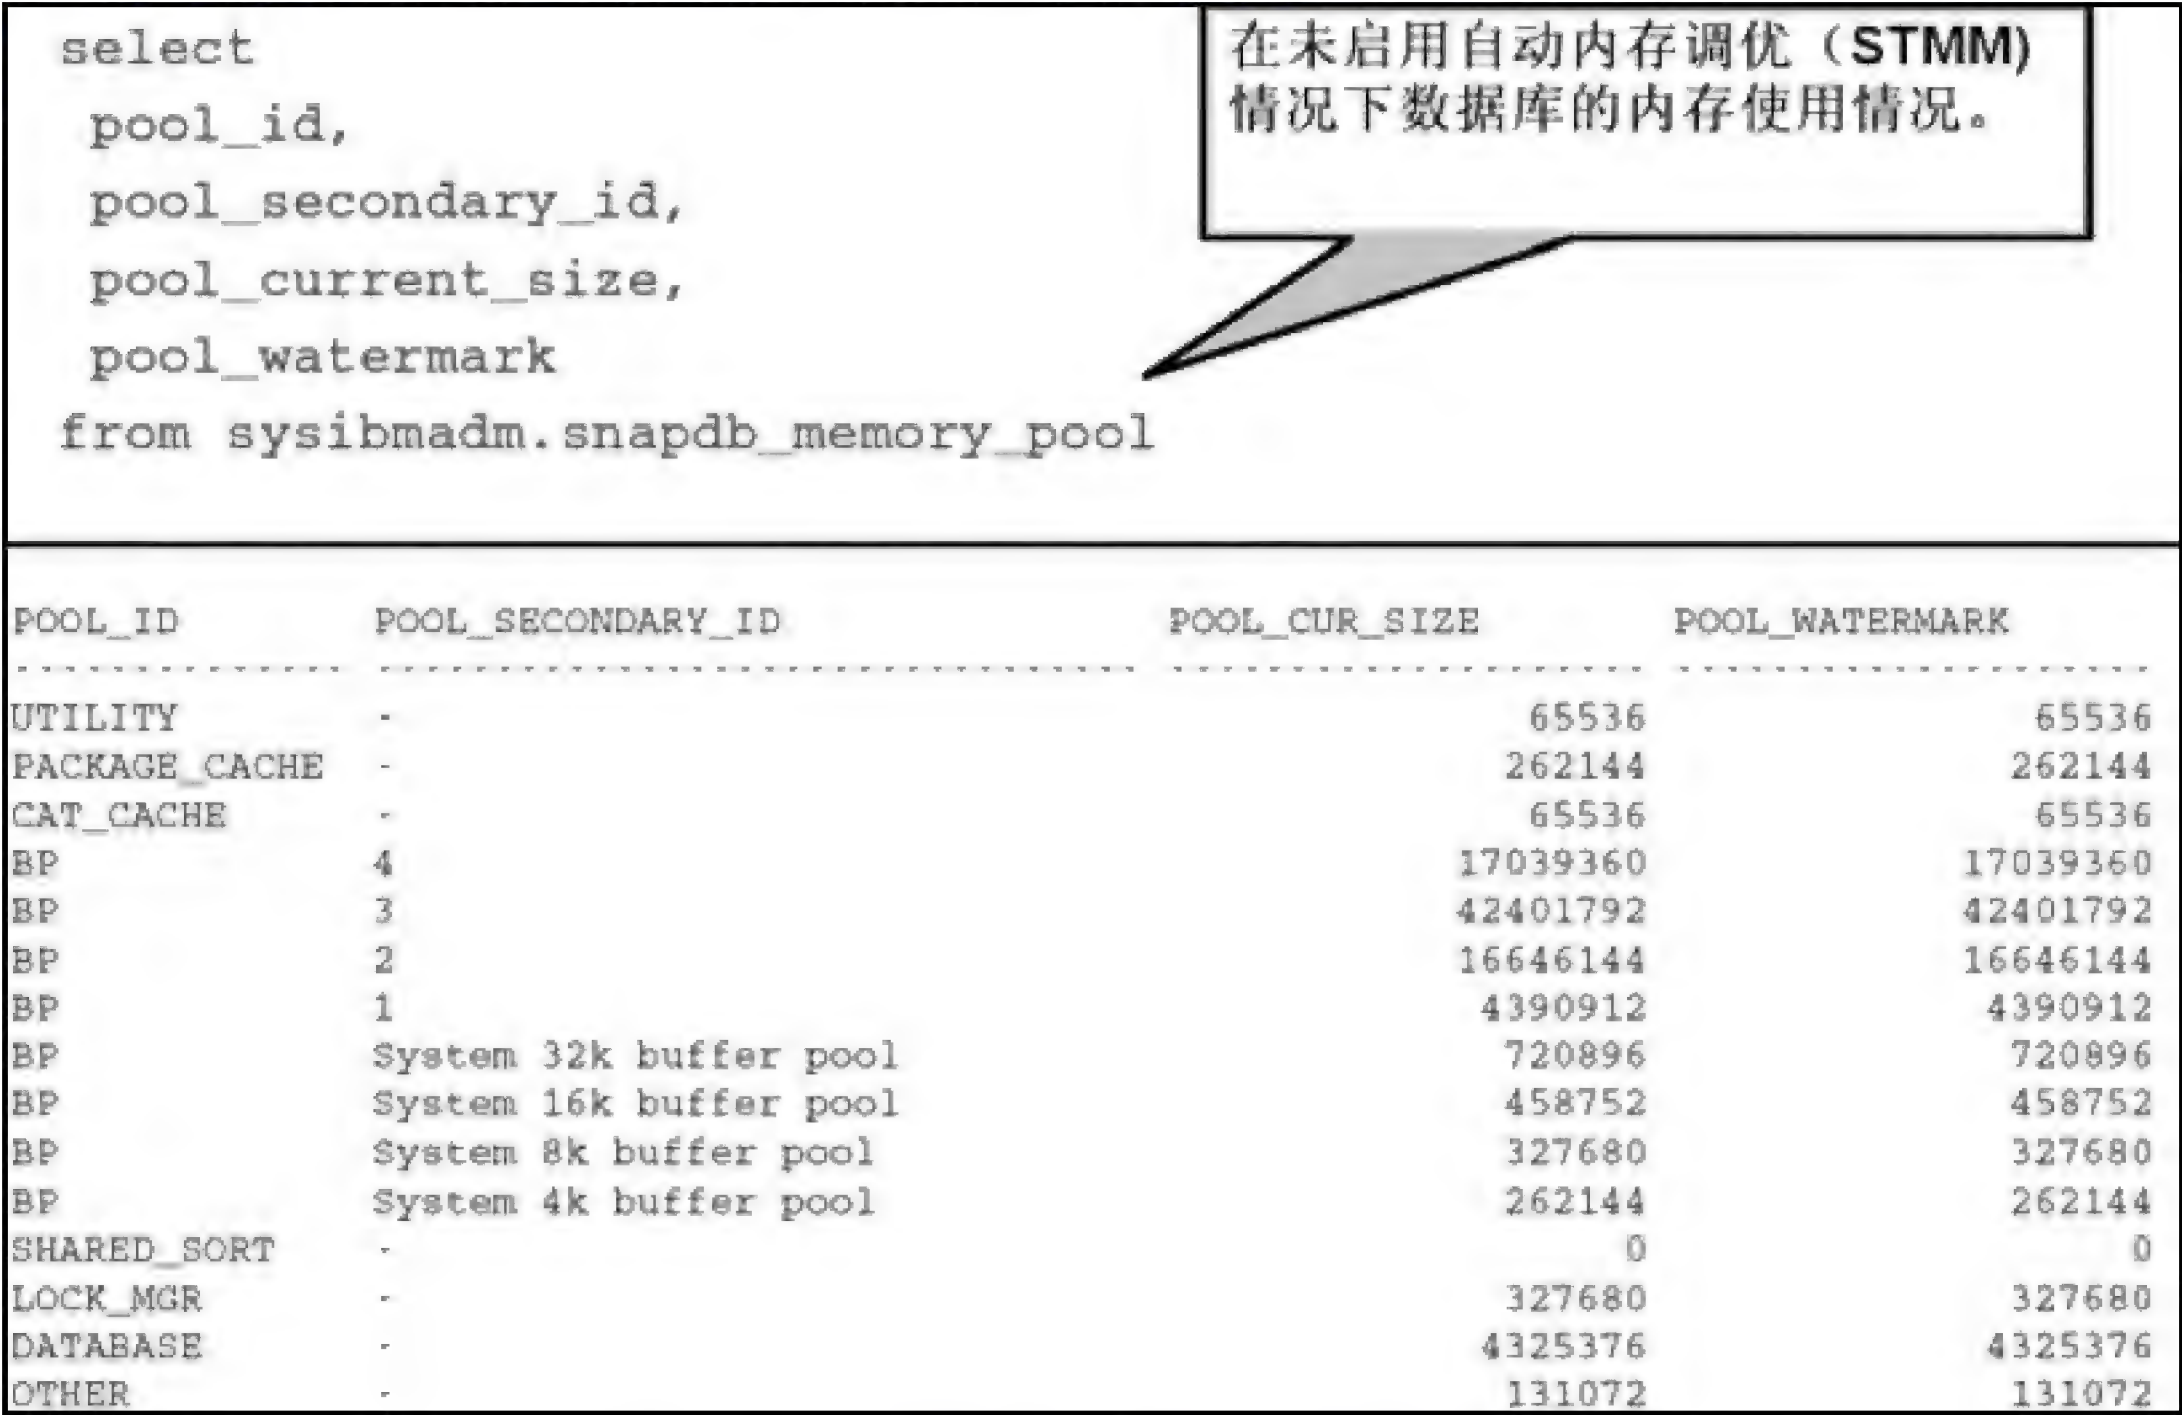 select
pool_id,
pool_secondary_id,
pool_current_size,
pool_watermark
from sysibmadm.snapdb_memory_pool
在未启用自动内存调优（STMM)
情况下数据库的内存使用情况。
POOL_ID POOL_SECONDARY_ID POOL_CUR_SIZE POOL_WATERMARK
-------------- -------------------------------- -------------------- --------------------
UTILITY - 65536 65536
PACKAGE_CACHE - 262144 262144
CAT_CACHE - 65536 65536
BP 4 17039360 17039360
BP 3 42401792 42401792
BP 2 16646144 16646144
BP 1 4390912 4390912
BP System 32k buffer pool 720896 720896
BP System 16k buffer pool 458752 458752
BP System 8k buffer pool 327680 327680
BP System 4k buffer pool 262144 262144
SHARED_SORT - 0 0
LOCK_MGR - 327680 327680
DATABASE - 4325376 4325376
OTHER - 131072 131072